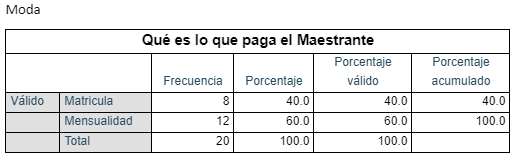 Moda
Qué es lo que paga el Maestrante
Frecuencia Porcentaje Porcentaje válido Porcentaje acumulado
Válido Matricula 8 40.0 40.0 40.0
Mensualidad 12 60.0 60.0 100.0
Total 20 100.0 100.0